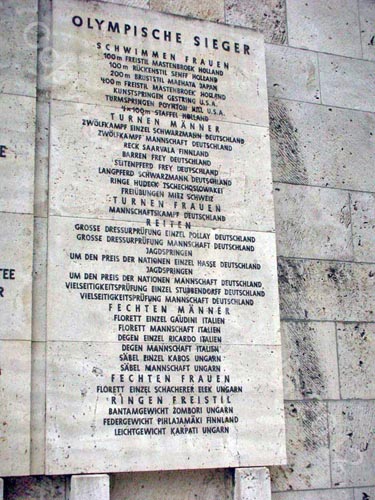 OLYMPISCHE SIEGER
SCHWIMMEN FRAUEN
100m FREISTIL MASTENBROEK HOLLAND
100m RÜCKENSTIL SENFF HOLLAND
200m BRUSTSTIL MAEHATA JAPAN
400m FREISTIL MASTENBROEK HOLLAND
KUNSTSPRINGEN GESTRING U.S.A.
TURMSPRINGEN POYNTON HILL U.S.A.
4×100m STAFFEL HOLLAND
TURNEN MÄNNER
ZWÖLFKAMPF EINZEL SCHWARZMANN DEUTSCHLAND
ZWÖLFKAMPF MANNSCHAFT DEUTSCHLAND
RECK SAARVALA FINNLAND
BARREN FREY DEUTSCHLAND
SEITENPFERD FREY DEUTSCHLAND
LANGPFERD SCHWARZMANN DEUTSCHLAND
RINGE HUDECK TSCHECHOSLOWAKEI
FREIÜBUNGEN MIEZ SCHWEIZ
TURNEN FRAUEN
MANNSCHAFTSKAMPF DEUTSCHLAND
REITEN
GROSSE DRESSURPRÜFUNG EINZEL POLLAY DEUTSCHLAND
GROSSE DRESSURPRÜFUNG MANNSCHAFT DEUTSCHLAND
JAGDSPRINGEN
UM DEN PREIS DER NATIONEN EINZEL HASSE DEUTSCHLAND
JAGDSPRINGEN
UM DEN PREIS DER NATIONEN MANNSCHAFT DEUTSCHLAND
VIELSEITIGKEITSPRÜFUNG EINZEL STUBBENDORFF DEUTSCHLAND
VIELSEITIGKEITSPRÜFUNG MANNSCHAFT DEUTSCHLAND
FECHTEN MÄNNER
FLORETT EINZEL GAUDINI ITALIEN
FLORETT MANNSCHAFT ITALIEN
DEGEN EINZEL RICARDO ITALIEN
DEGEN MANNSCHAFT ITALIEN
SÄBEL EINZEL KABOS UNGARN
SÄBEL MANNSCHAFT UNGARN
FECHTEN FRAUEN
FLORETT EINZEL SCHACHERER ELEK UNGARN
RINGEN FREISTIL
BANTAMGEWICHT ZOMBORI UNGARN
FEDERGEWICHT PIHLAJAMÄKI FINNLAND
LEICHTGEWICHT KARPATI UNGARN